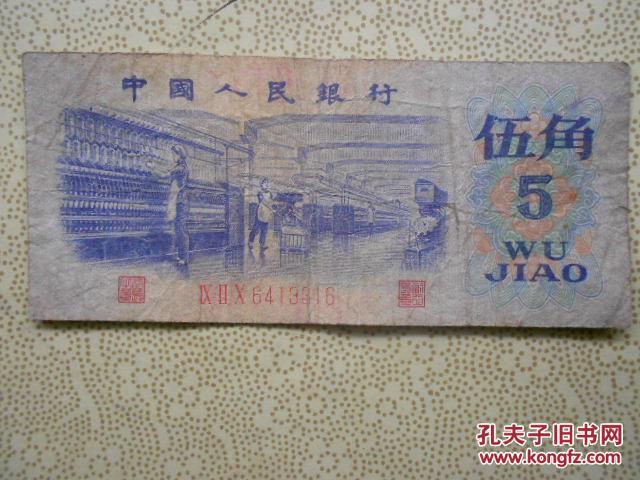 中國人民銀行
伍角
5
WU
JIAO
IX II X 6413316
孔夫子旧书网
www.kongfz.com